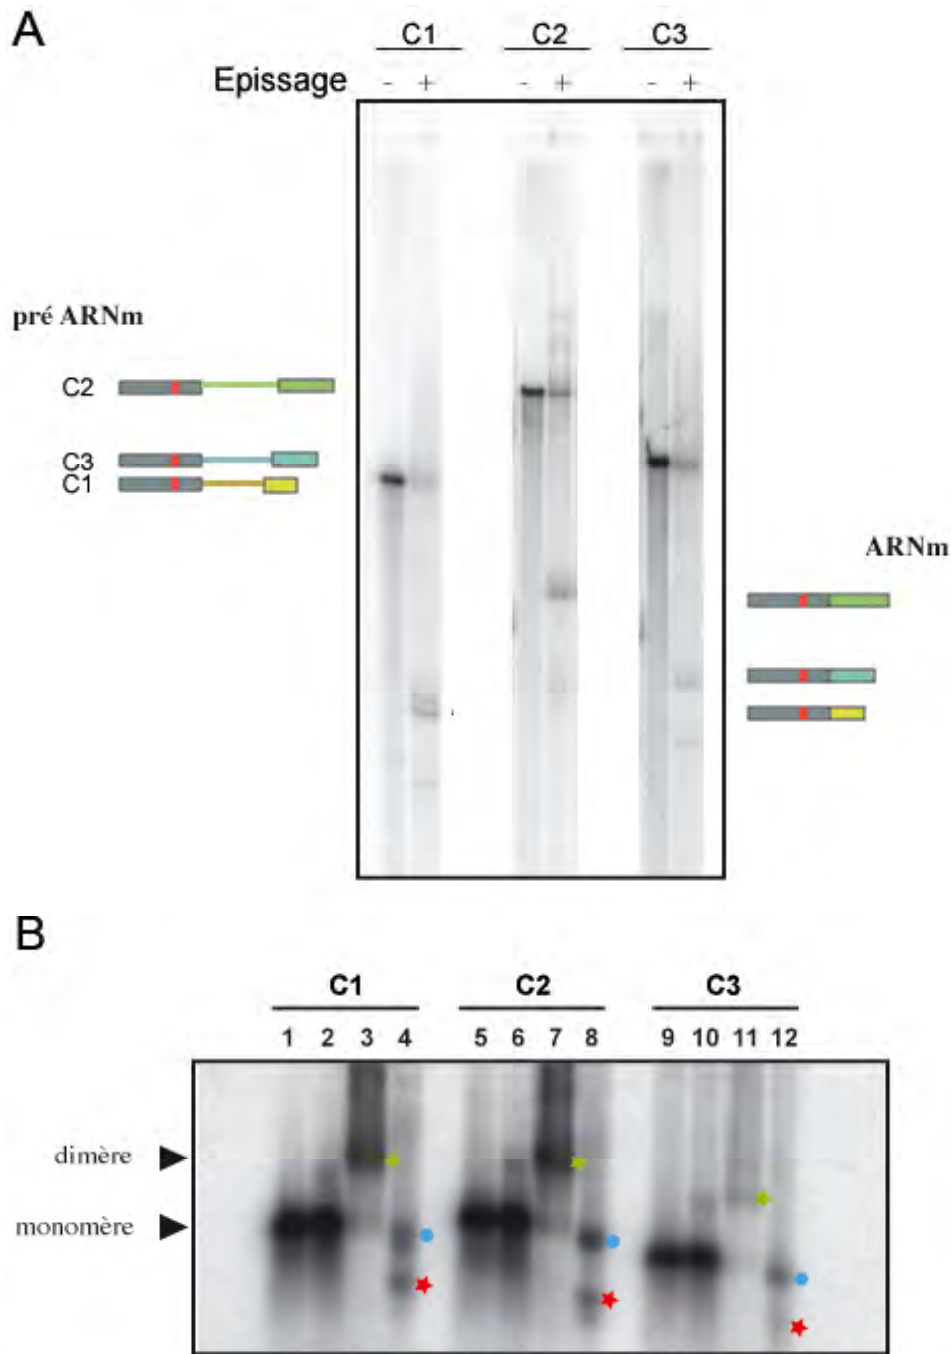 A
C1 C2 C3
Epissage - + - + - +
pré ARNm
C2
C3
C1
ARNm
B
C1 C2 C3
1 2 3 4 5 6 7 8 9 10 11 12
dimère
monomère